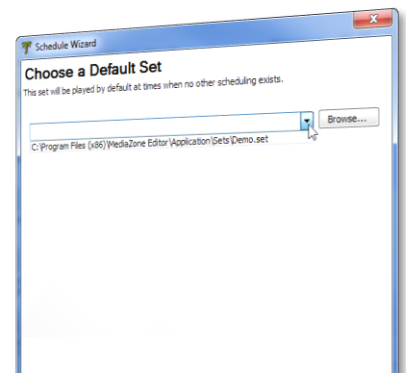 Schedule Wizard
Choose a Default Set
This set will be played by default at times when no other scheduling exists.
Browse...
C:\Program Files (x86)\MediaZone Editor\Application\Sets\Demo.set